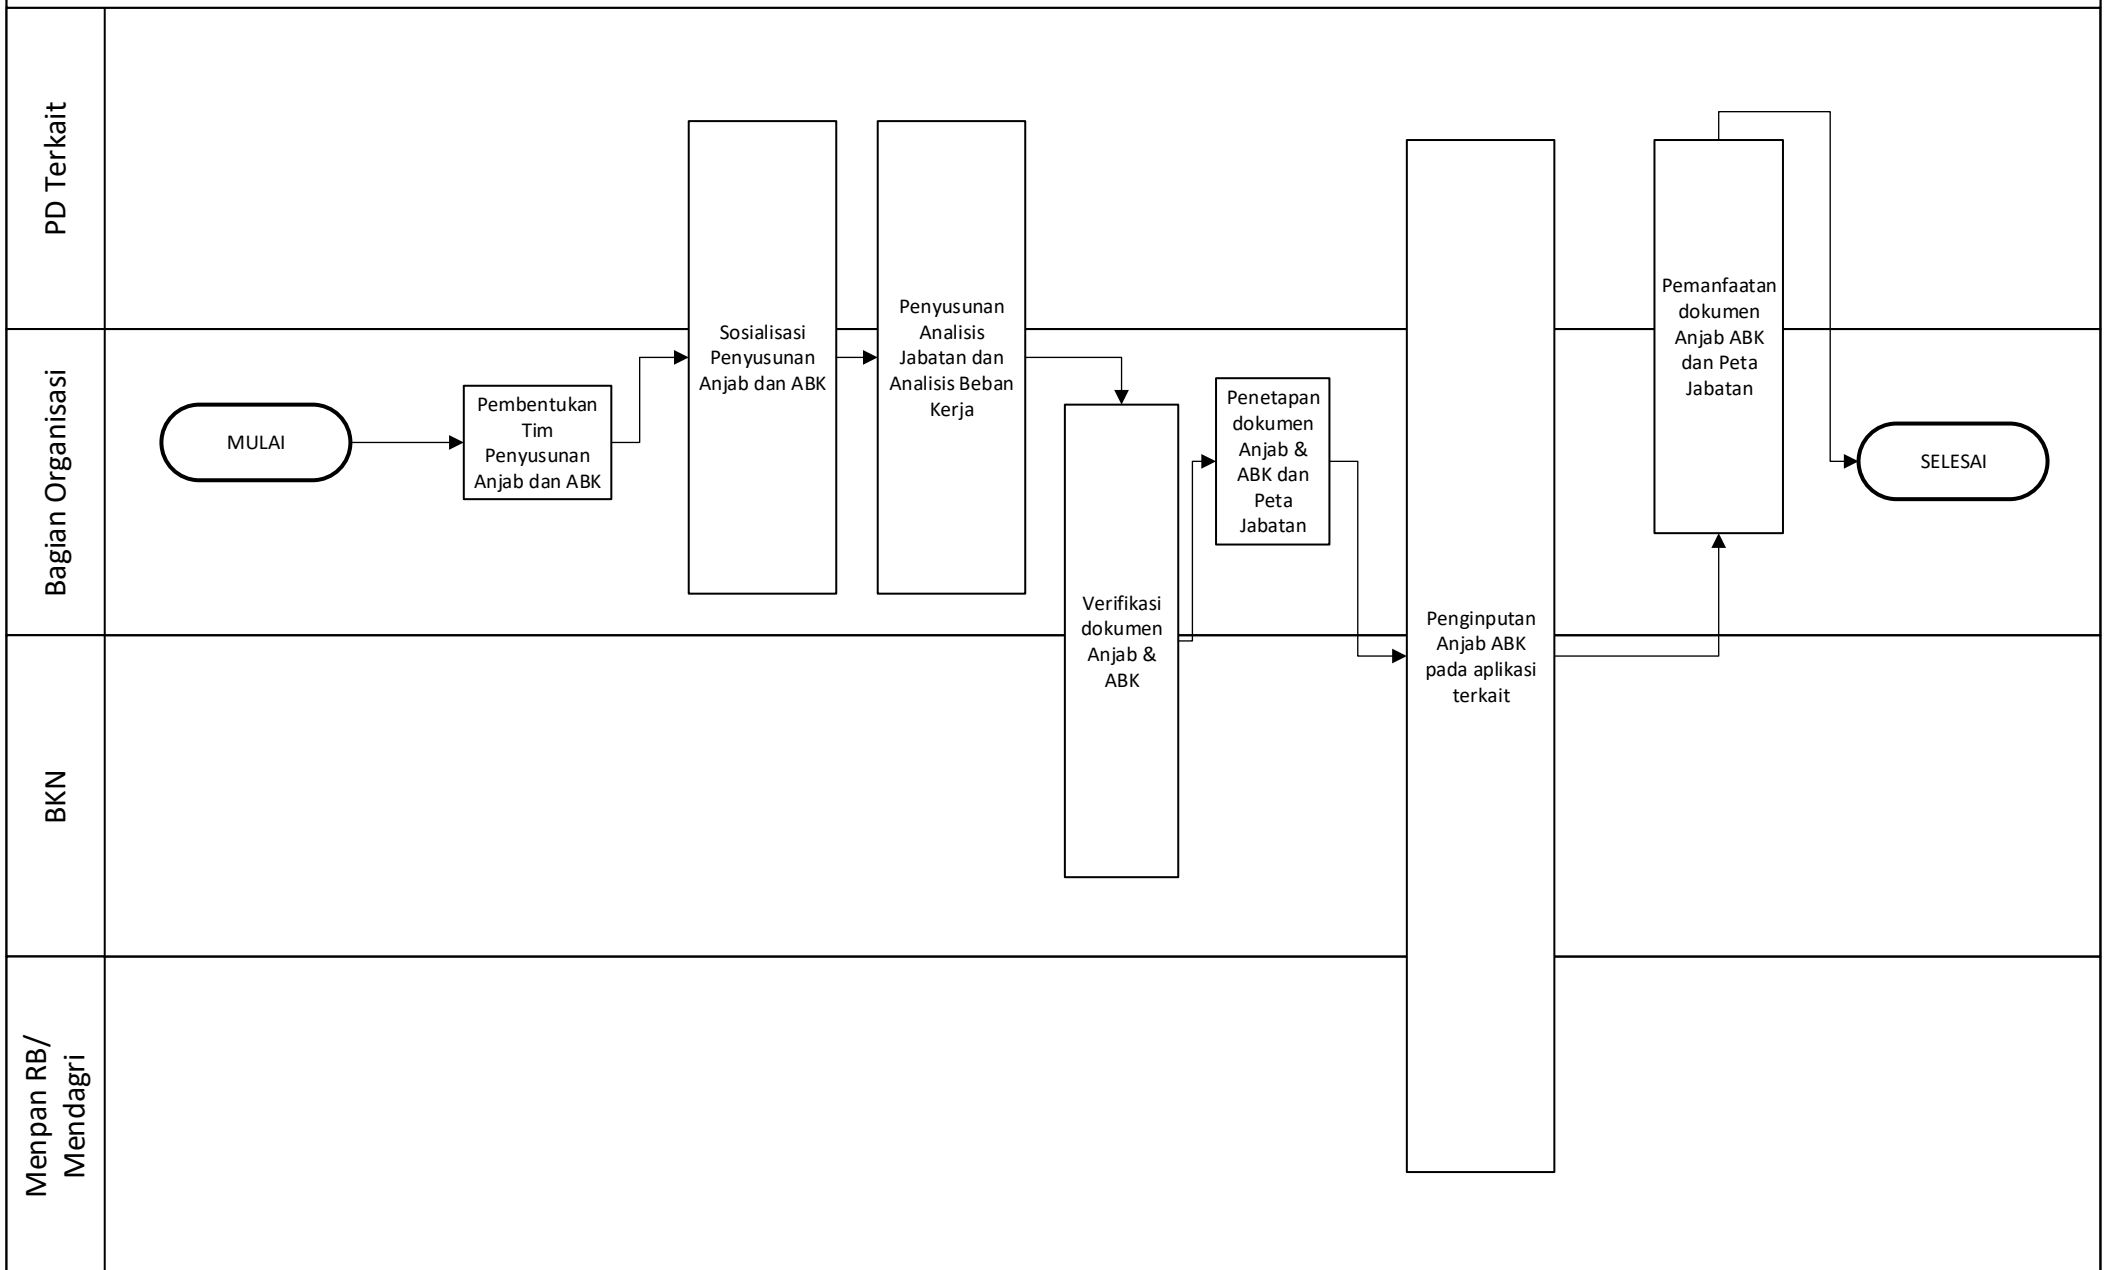 PD Terkait
Bagian Organisasi
BKN
Menpan RB/
Mendagri
MULAI
Pembentukan
Tim
Penyusunan
Anjab dan ABK
Sosialisasi
Penyusunan
Anjab dan ABK
Penyusunan
Analisis
Jabatan dan
Analisis Beban
Kerja
Verifikasi
dokumen
Anjab &
ABK
Penetapan
dokumen
Anjab &
ABK dan
Peta
Jabatan
Penginputan
Anjab ABK
pada aplikasi
terkait
Pemanfaatan
dokumen
Anjab ABK
dan Peta
Jabatan
SELESAI